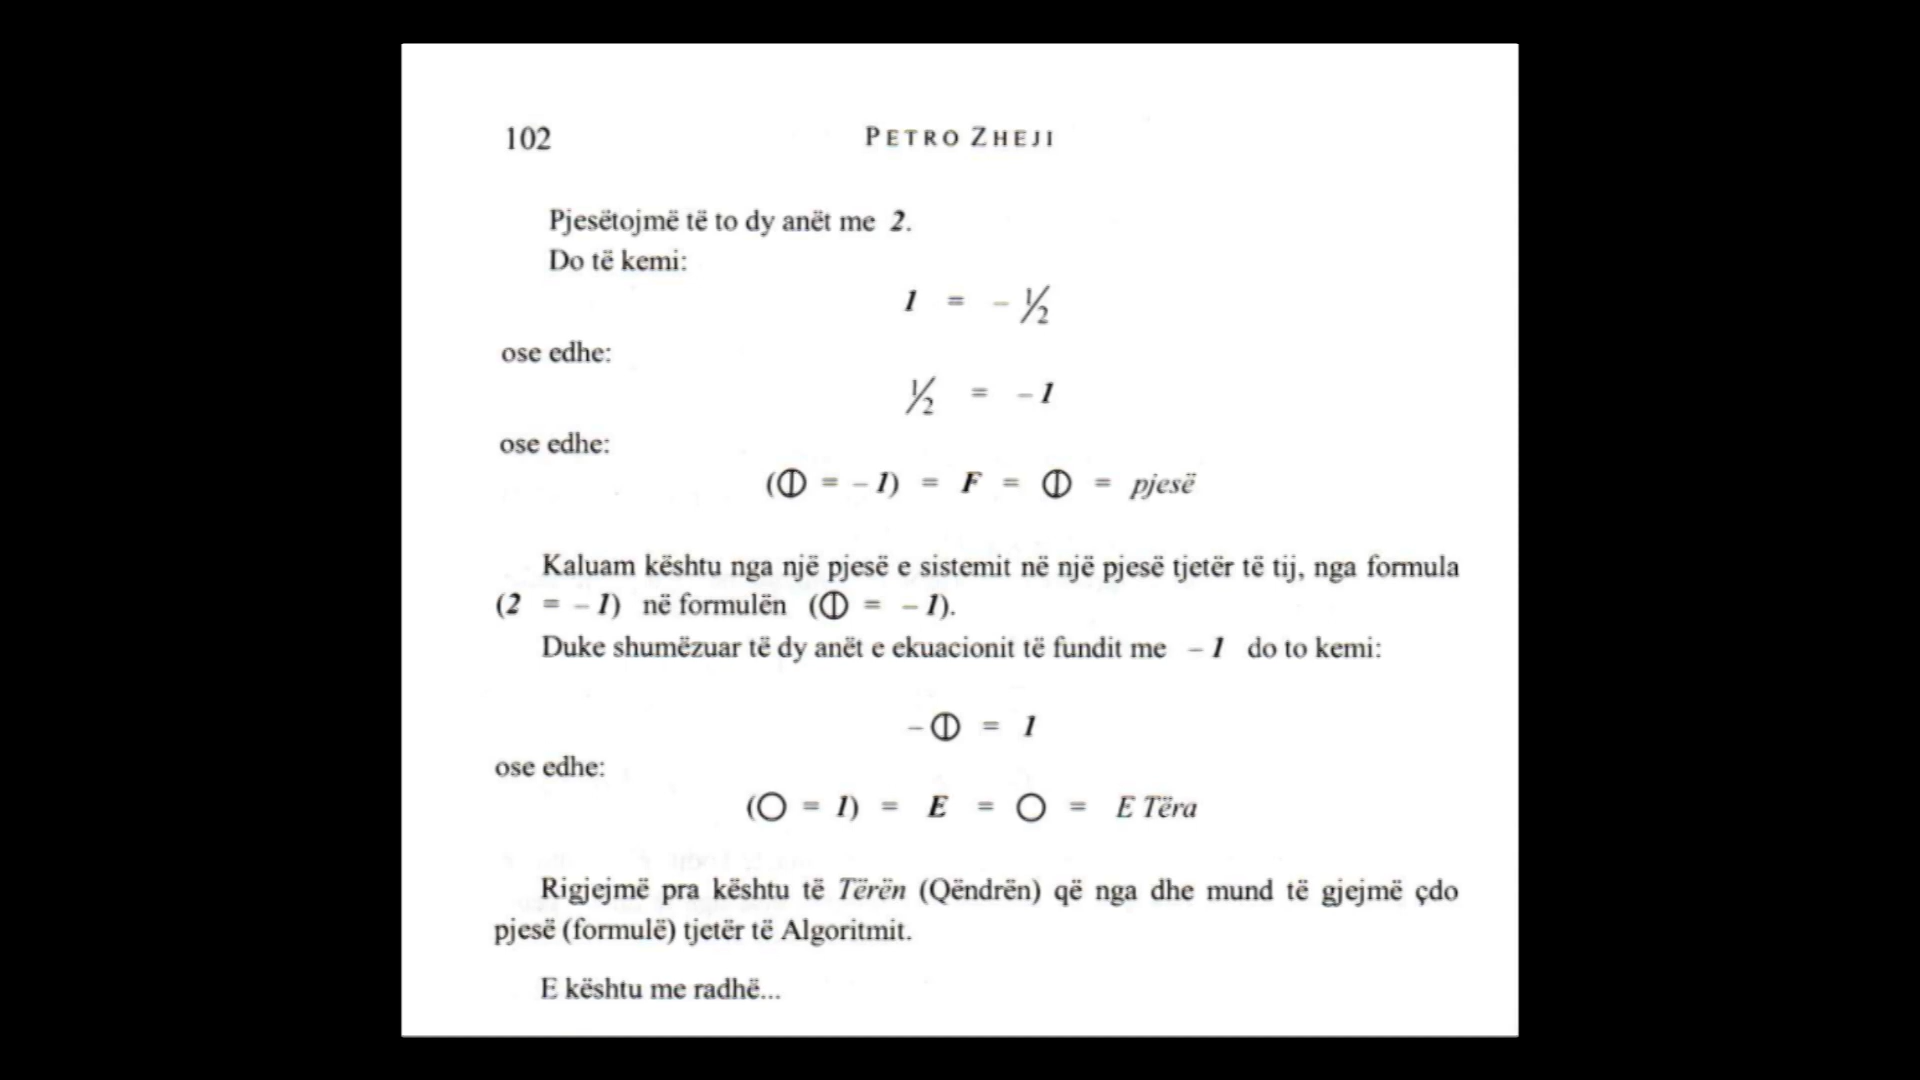 102 PETRO ZHEJI
Pjesëtojmë të to dy anët me 2.
Do të kemi:
1 = - ½
ose edhe:
½ = - 1
ose edhe:
(⦶ = - 1) = F = ⦶ = pjesë
Kaluam kështu nga një pjesë e sistemit në një pjesë tjetër të tij, nga formula
(2 = - 1) në formulën (⦶ = - 1).
Duke shumëzuar të dy anët e ekuacionit të fundit me - 1 do to kemi:
- ⦶ = 1
ose edhe:
(○ = 1) = E = ○ = E Tëra
Rigjejmë pra kështu të Tërën (Qëndrën) që nga dhe mund të gjejmë çdo
pjesë (formulë) tjetër të Algoritmit.
E kështu me radhë...